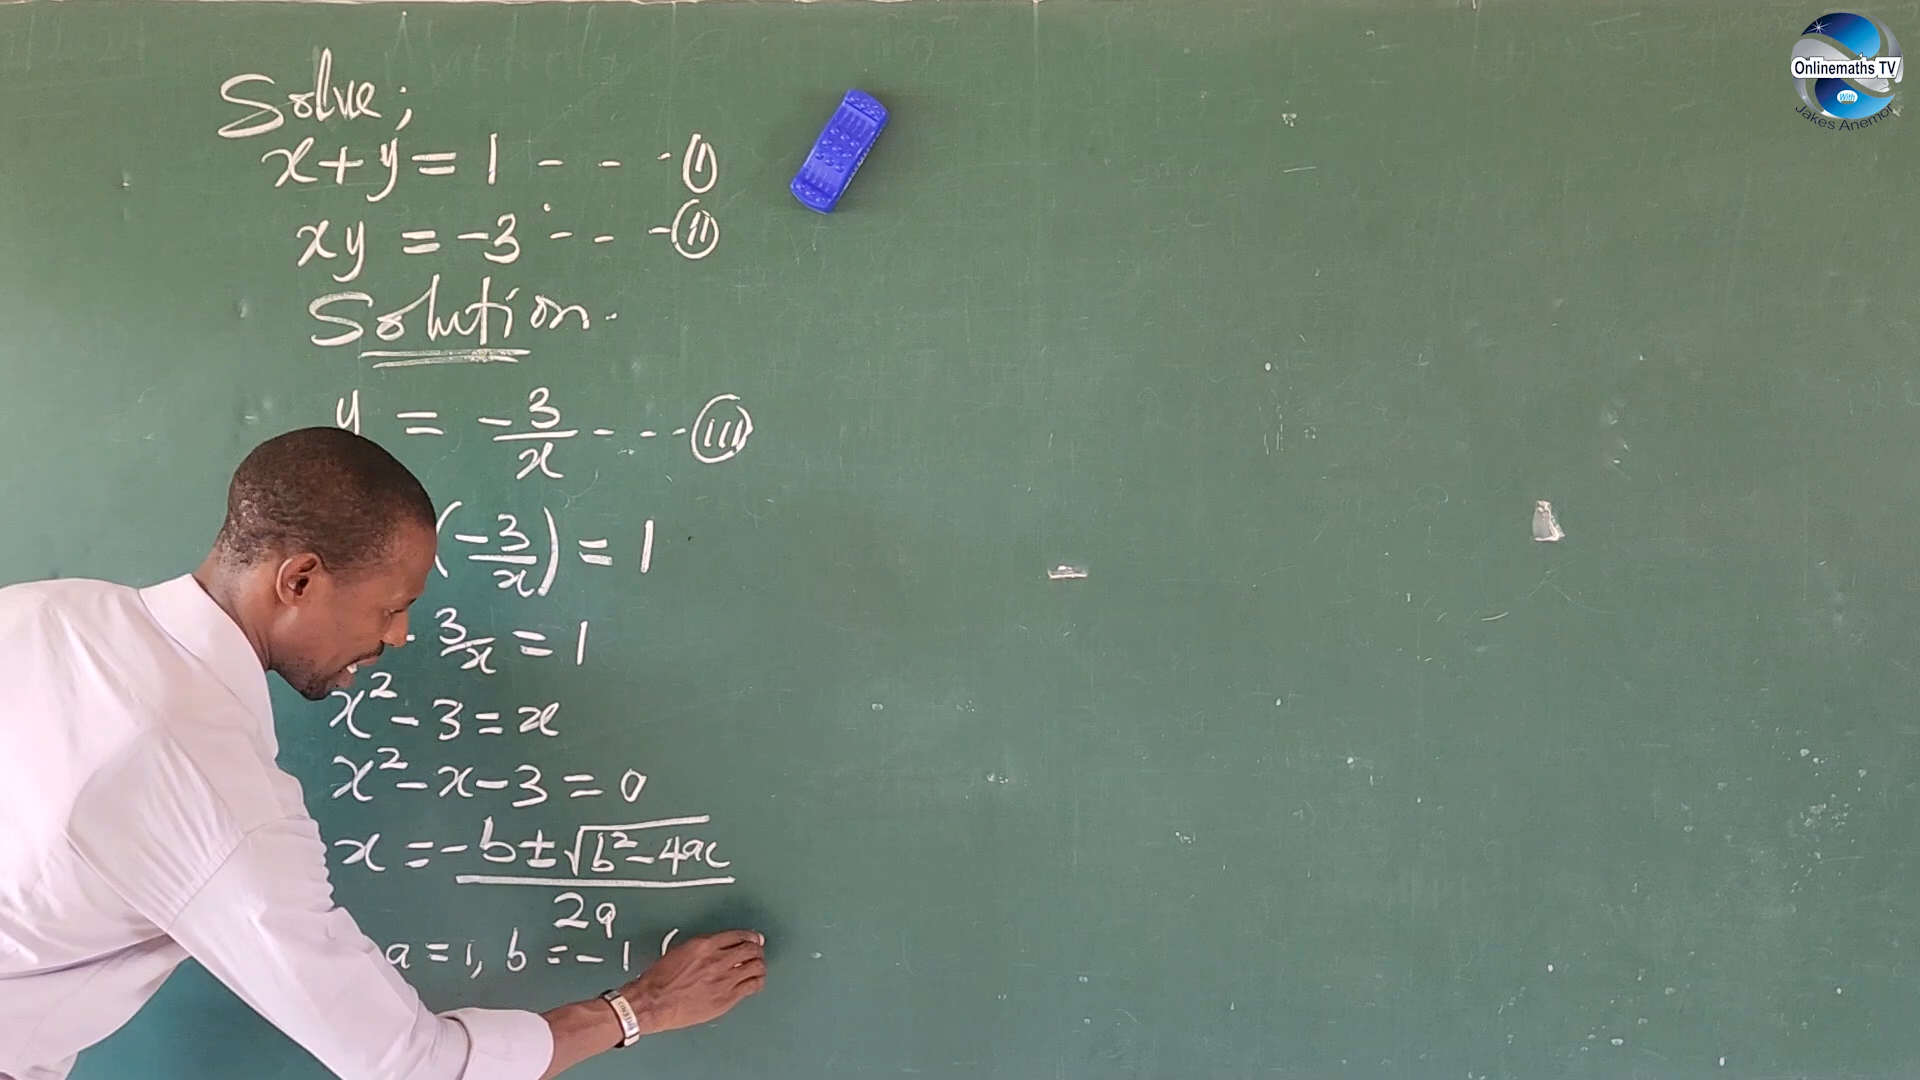 Solve;
x+y=1 - - - (i)
xy = -3 - - - (ii)
Solution.
y = -3/x - - - (iii)
(-3/x) = 1
- 3/x = 1
x² - 3 = x
x² - x - 3 = 0
x = -b ± √b² - 4ac
2a
a = 1, b = -1
Onlinemaths TV
With
Jakes Anemor